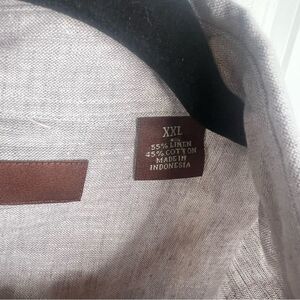 XXL
55% LINEN
45% COTTON
MADE IN
INDONESIA